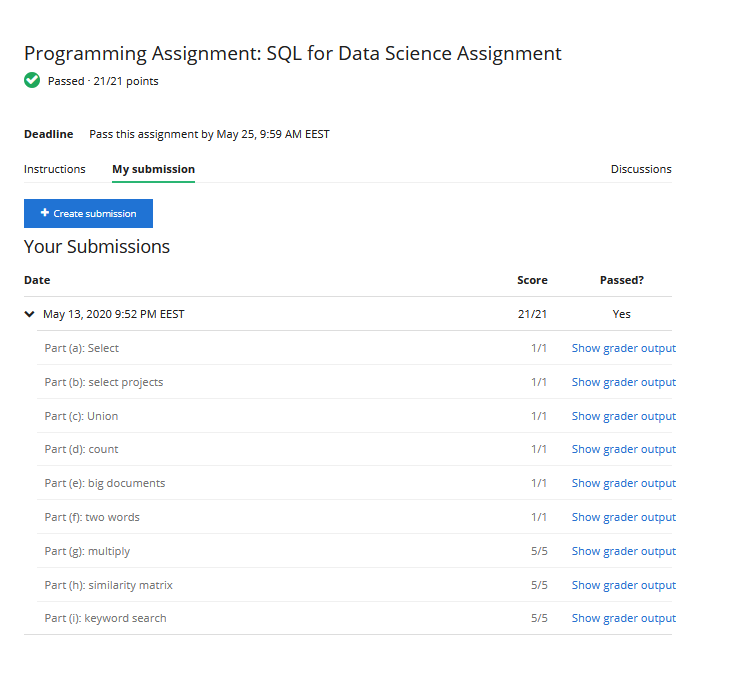 Programming Assignment: SQL for Data Science Assignment
Passed · 21/21 points
Deadline Pass this assignment by May 25, 9:59 AM EEST
Instructions My submission Discussions
+ Create submission
Your Submissions
Date Score Passed?
May 13, 2020 9:52 PM EEST 21/21 Yes
Part (a): Select 1/1 Show grader output
Part (b): select projects 1/1 Show grader output
Part (c): Union 1/1 Show grader output
Part (d): count 1/1 Show grader output
Part (e): big documents 1/1 Show grader output
Part (f): two words 1/1 Show grader output
Part (g): multiply 5/5 Show grader output
Part (h): similarity matrix 5/5 Show grader output
Part (i): keyword search 5/5 Show grader output